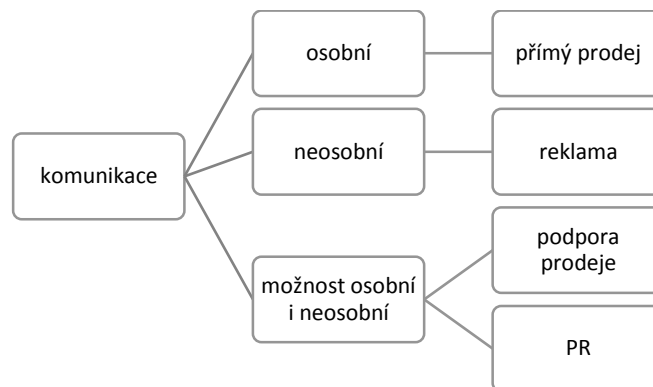 osobní
přímý prodej
neosobní
reklama
komunikace
možnost osobní
i neosobní
podpora
prodeje
PR